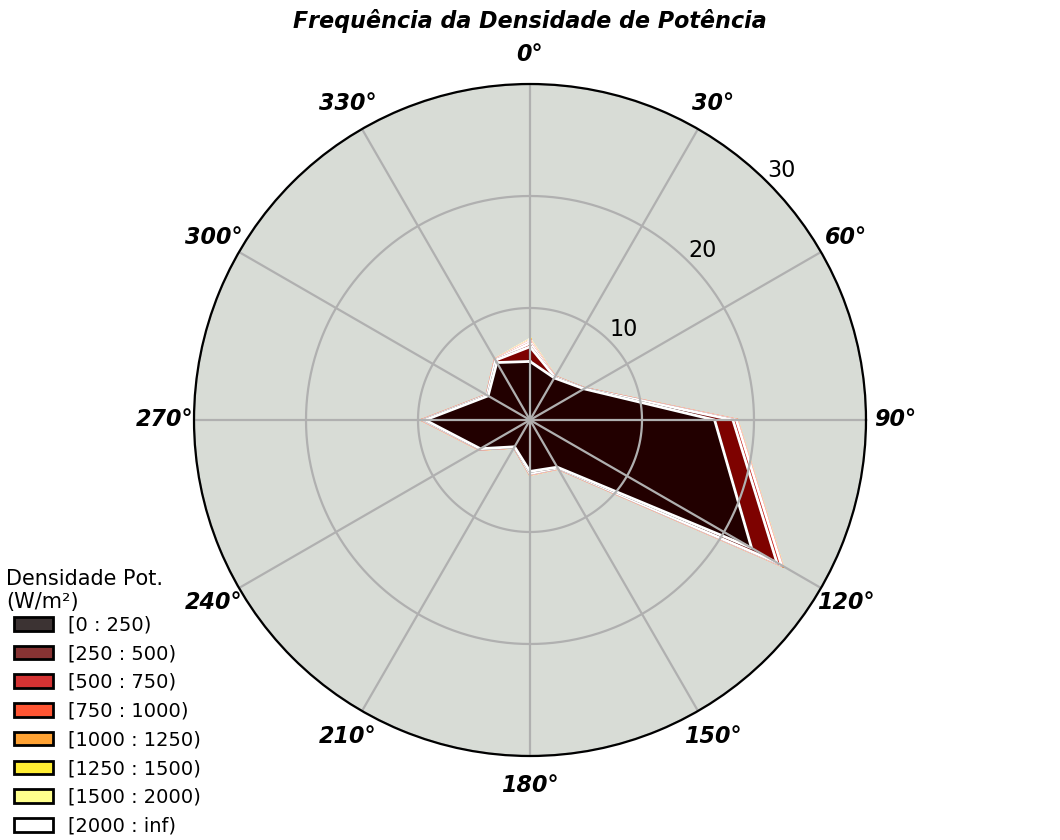 Frequência da Densidade de Potência
0°
330°
30°
30
300°
60°
20
10
270°
90°
240°
120°
210°
150°
180°
Densidade Pot.
(W/m²)
[0 : 250)
[250 : 500)
[500 : 750)
[750 : 1000)
[1000 : 1250)
[1250 : 1500)
[1500 : 2000)
[2000 : inf)